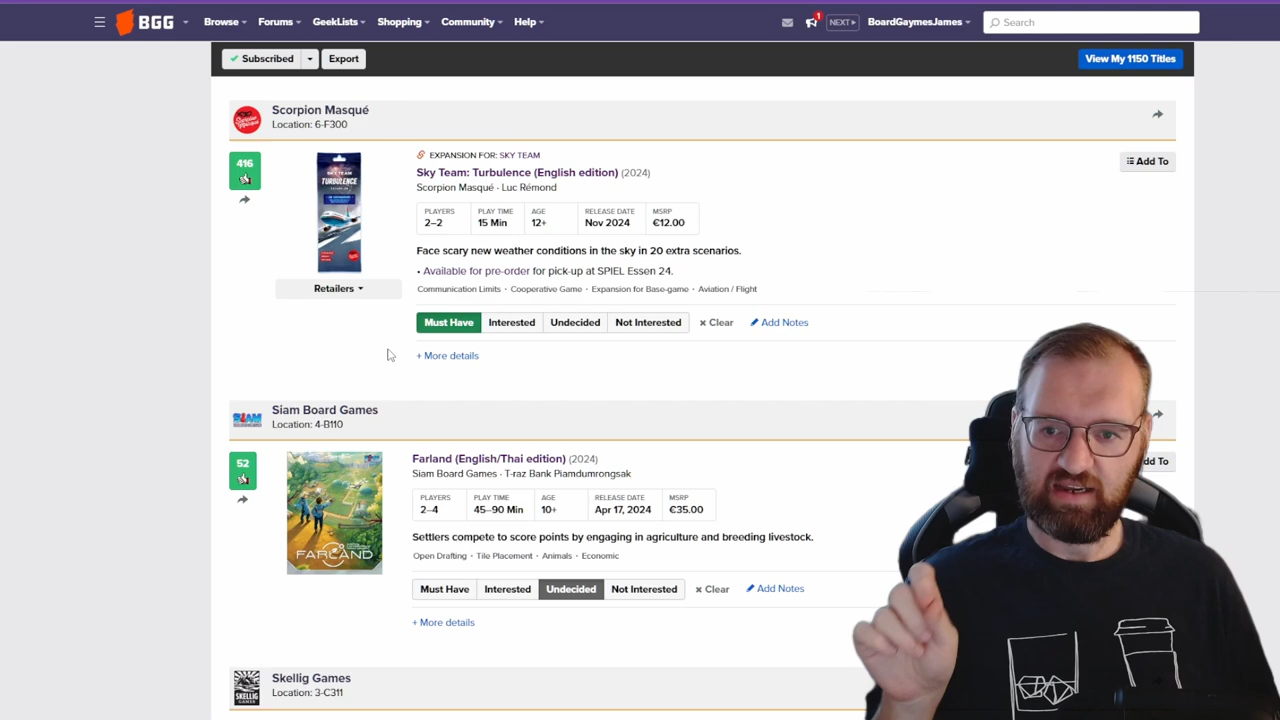 BGG
Browse
Forums
GeekLists
Shopping
Community
Help
1
NEXT
BoardGaymesJames
Search
Subscribed
Export
View My 1150 Titles
Scorpion Masqué
Location: 6-F300
416
EXPANSION FOR: SKY TEAM
Sky Team: Turbulence (English edition) (2024)
Scorpion Masqué · Luc Rémond
Add To
PLAYERS PLAY TIME AGE RELEASE DATE MSRP
2–2 15 Min 12+ Nov 2024 €12.00
Face scary new weather conditions in the sky in 20 extra scenarios.
• Available for pre-order for pick-up at SPIEL Essen 24.
Communication Limits · Cooperative Game · Expansion for Base-game · Aviation / Flight
SKY TEAM
TURBULENCE
Retailers
Must Have Interested Undecided Not Interested × Clear Add Notes
+ More details
SIAM
Siam Board Games
Location: 4-B110
52
Farland (English/Thai edition) (2024)
Siam Board Games · T-raz Bank Piamdumrongsak
dd To
PLAYERS PLAY TIME AGE RELEASE DATE MSRP
2–4 45–90 Min 10+ Apr 17, 2024 €35.00
Settlers compete to score points by engaging in agriculture and breeding livestock.
Open Drafting · Tile Placement · Animals · Economic
FARLAND
Must Have Interested Undecided Not Interested × Clear Add Notes
+ More details
SKELLIG
GAMES
Skellig Games
Location: 3-C311